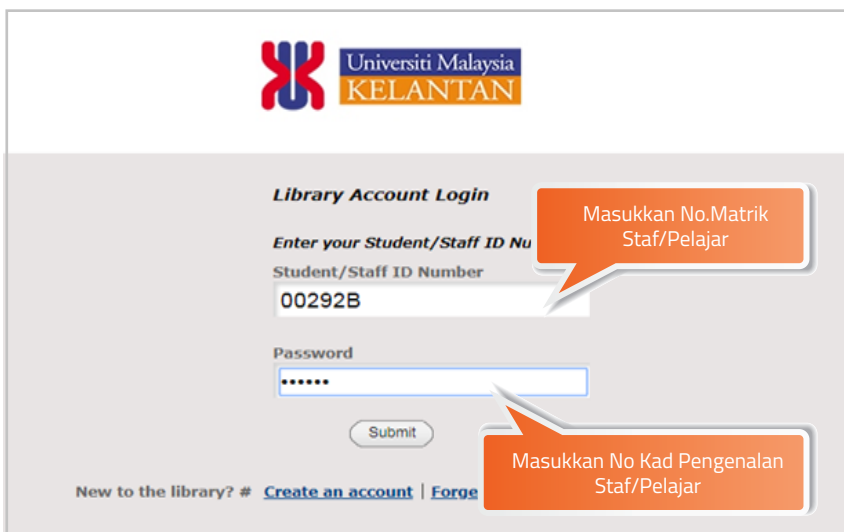 Universiti Malaysia
KELANTAN
Library Account Login
Masukkan No.Matrik
Staf/Pelajar
Enter your Student/Staff ID Nu
Student/Staff ID Number
00292B
Password
••••••
Submit
Masukkan No Kad Pengenalan
Staf/Pelajar
New to the library? # Create an account | Forge